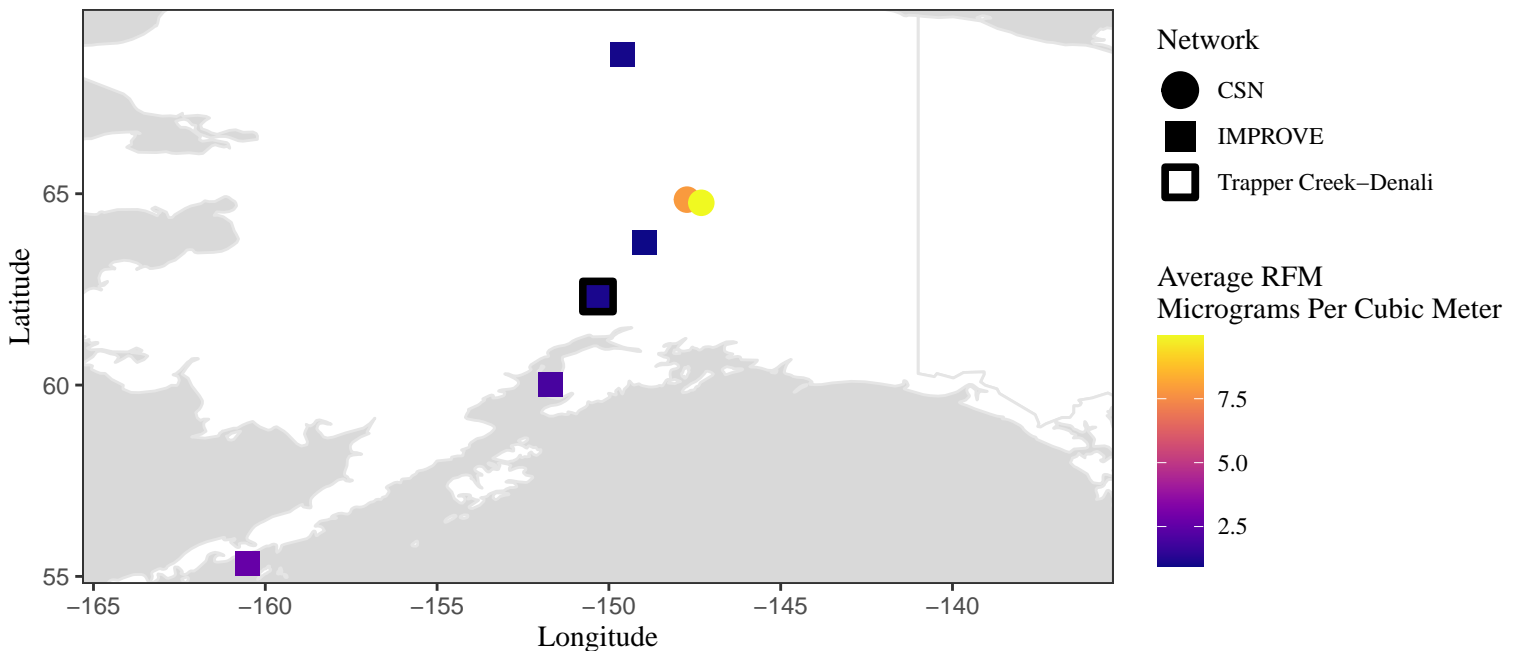 Latitude
65
60
55
−165
−160
−155
−150
−145
−140
Longitude
Network
CSN
IMPROVE
Trapper Creek−Denali
Average RFM
Micrograms Per Cubic Meter
7.5
5.0
2.5